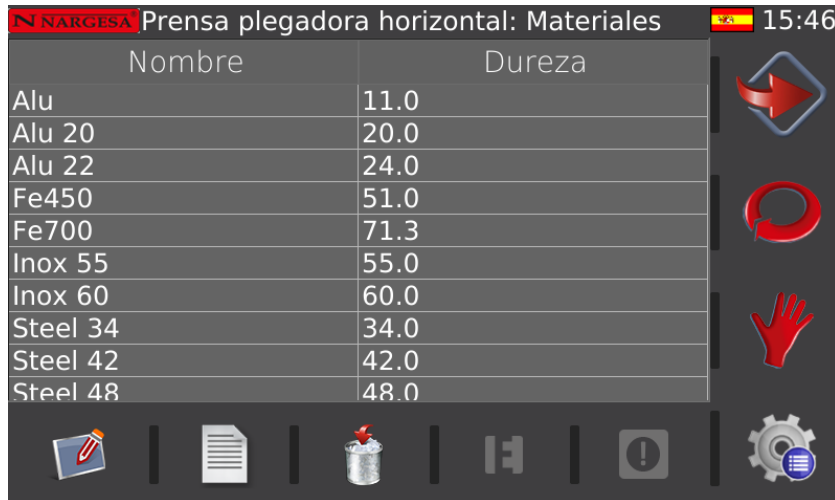 N NARGESA Prensa plegadora horizontal: Materiales 15:46
Nombre Dureza
Alu 11.0
Alu 20 20.0
Alu 22 24.0
Fe450 51.0
Fe700 71.3
Inox 55 55.0
Inox 60 60.0
Steel 34 34.0
Steel 42 42.0
Steel 48 48.0